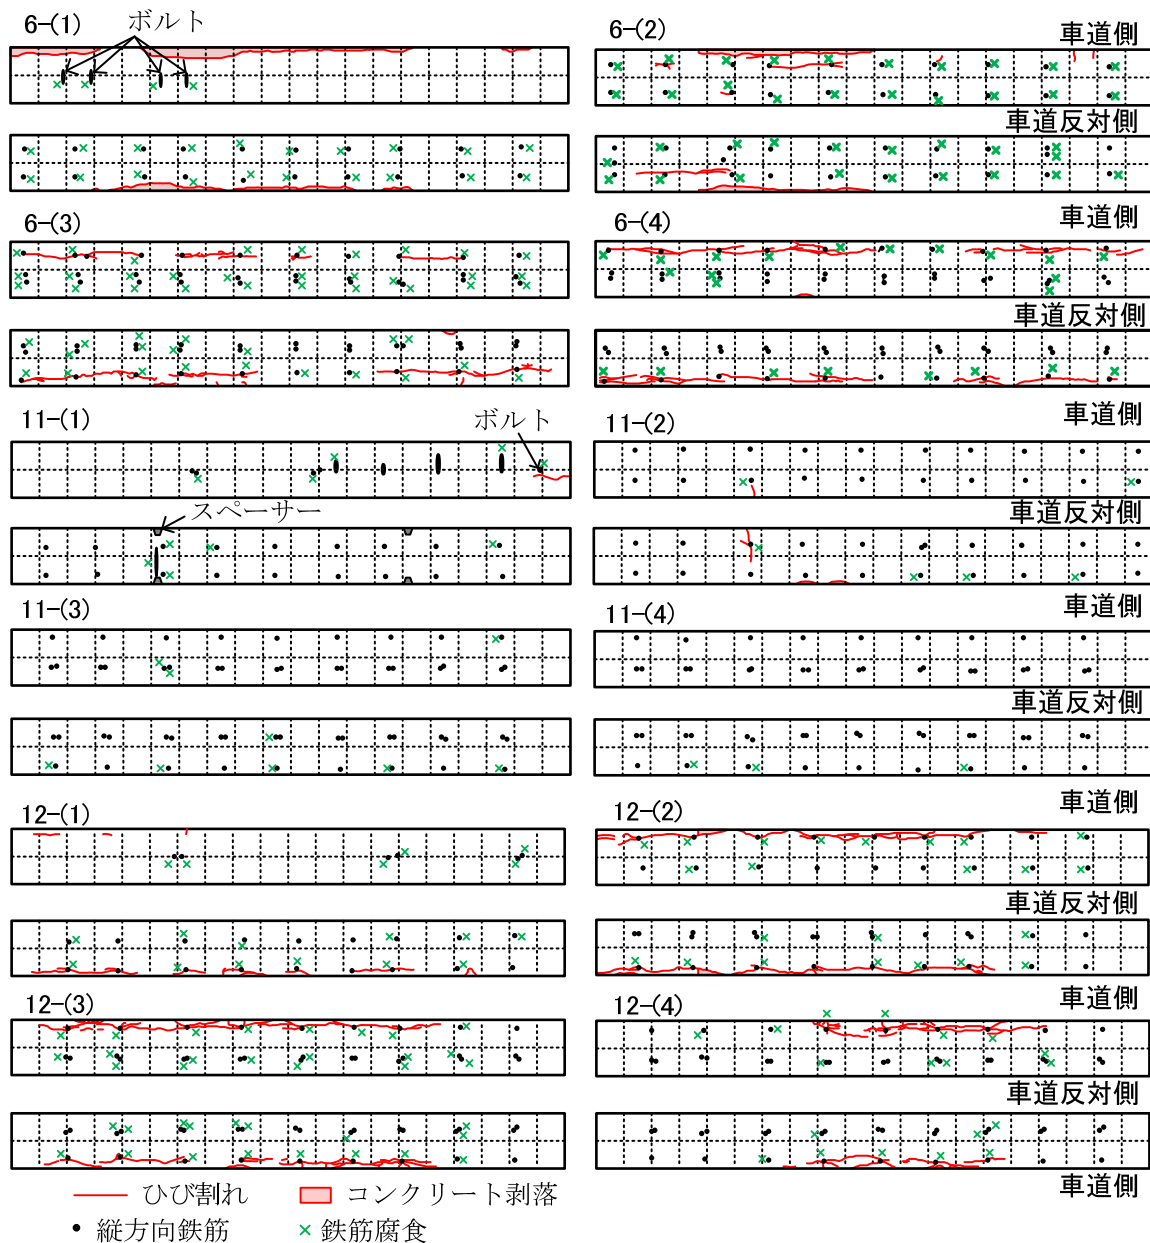 6-(1)
ボルト
6-(2)
車道側
車道反対側
6-(3)
6-(4)
車道側
車道反対側
11-(1)
ボルト
11-(2)
車道側
スペーサー
車道反対側
11-(3)
11-(4)
車道側
車道反対側
12-(1)
12-(2)
車道側
車道反対側
12-(3)
12-(4)
車道側
車道反対側
車道側
ひび割れ
コンクリート剥落
縦方向鉄筋
鉄筋腐食